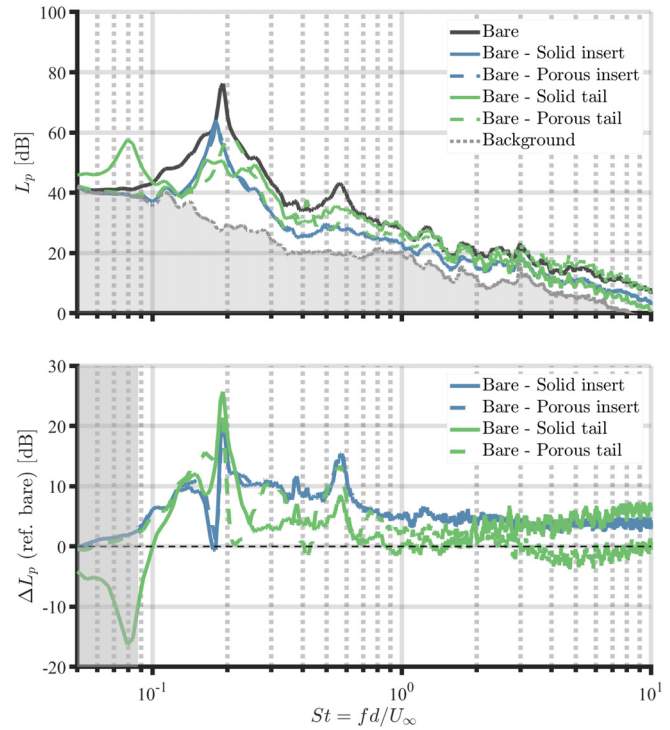 100
80
60
40
20
0
L_p [dB]
Bare
Bare - Solid insert
Bare - Porous insert
Bare - Solid tail
Bare - Porous tail
Background
30
20
10
0
-10
-20
ΔL_p (ref. bare) [dB]
Bare - Solid insert
Bare - Porous insert
Bare - Solid tail
Bare - Porous tail
10^-1
10^0
10^1
St = fd/U_∞